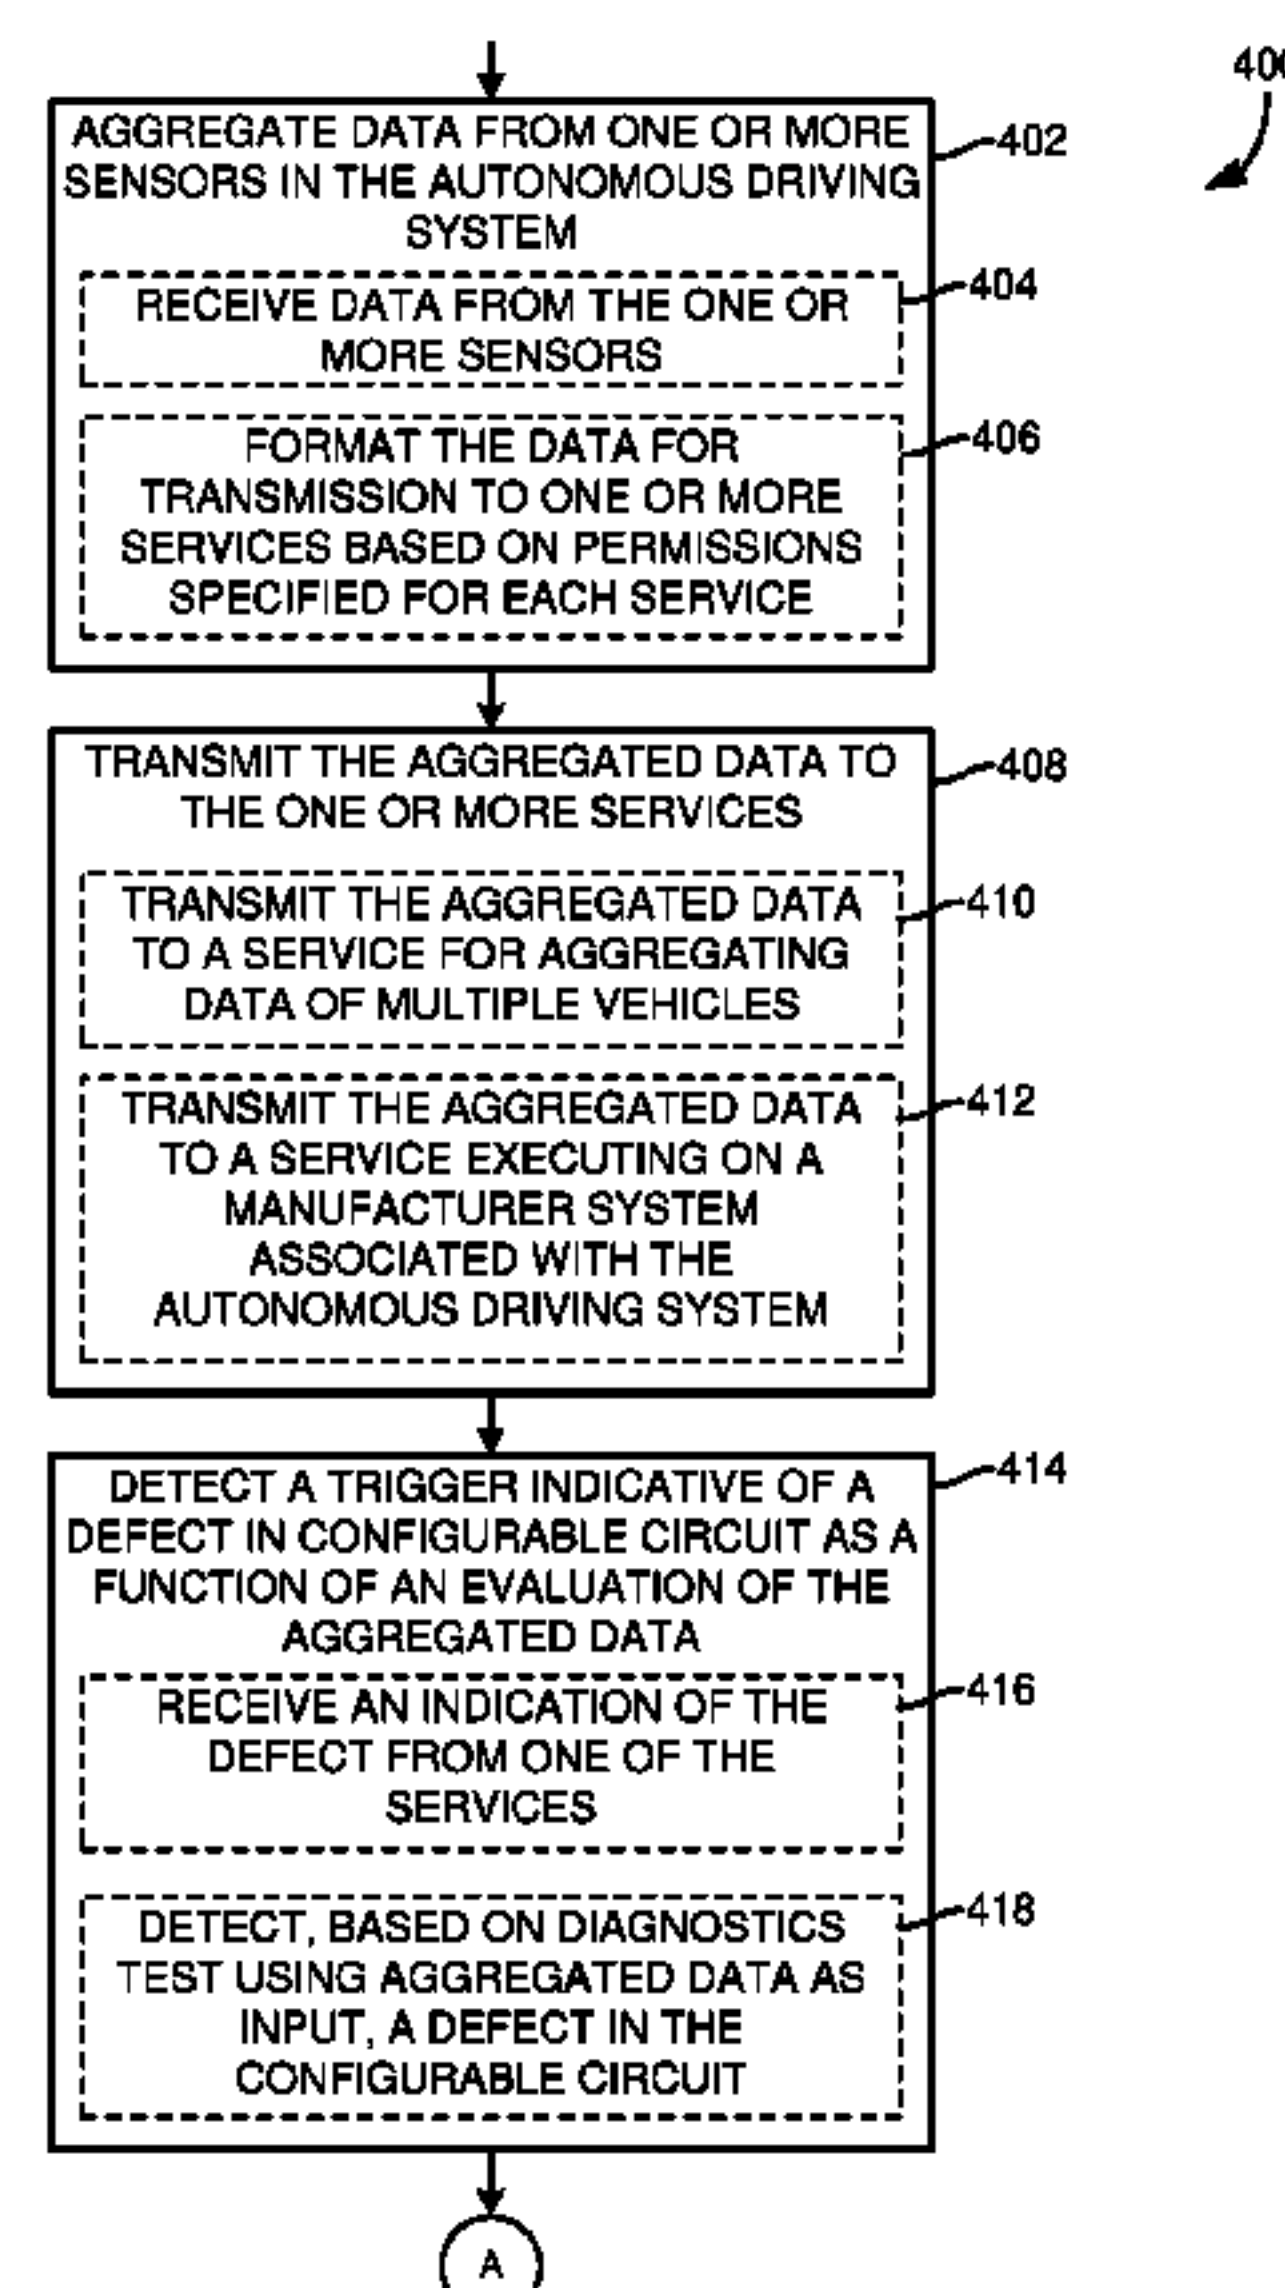 400
AGGREGATE DATA FROM ONE OR MORE
SENSORS IN THE AUTONOMOUS DRIVING
SYSTEM
402
RECEIVE DATA FROM THE ONE OR
MORE SENSORS
404
FORMAT THE DATA FOR
TRANSMISSION TO ONE OR MORE
SERVICES BASED ON PERMISSIONS
SPECIFIED FOR EACH SERVICE
406
TRANSMIT THE AGGREGATED DATA TO
THE ONE OR MORE SERVICES
408
TRANSMIT THE AGGREGATED DATA
TO A SERVICE FOR AGGREGATING
DATA OF MULTIPLE VEHICLES
410
TRANSMIT THE AGGREGATED DATA
TO A SERVICE EXECUTING ON A
MANUFACTURER SYSTEM
ASSOCIATED WITH THE
AUTONOMOUS DRIVING SYSTEM
412
DETECT A TRIGGER INDICATIVE OF A
DEFECT IN CONFIGURABLE CIRCUIT AS A
FUNCTION OF AN EVALUATION OF THE
AGGREGATED DATA
414
RECEIVE AN INDICATION OF THE
DEFECT FROM ONE OF THE
SERVICES
416
DETECT, BASED ON DIAGNOSTICS
TEST USING AGGREGATED DATA AS
INPUT, A DEFECT IN THE
CONFIGURABLE CIRCUIT
418
A